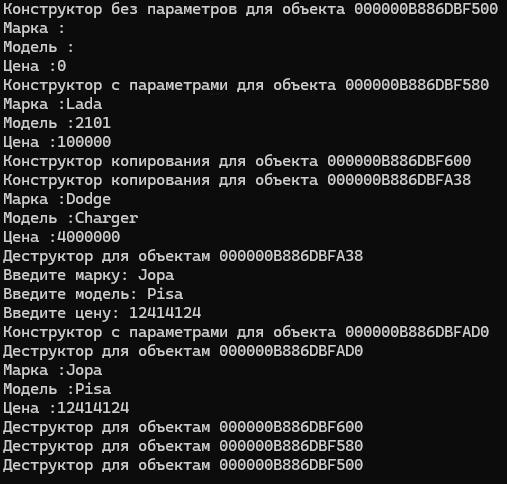 Конструктор без параметров для объекта 000000B886DBF500
Марка :
Модель :
Цена :0
Конструктор с параметрами для объекта 000000B886DBF580
Марка :Lada
Модель :2101
Цена :100000
Конструктор копирования для объекта 000000B886DBF600
Конструктор копирования для объекта 000000B886DBFA38
Марка :Dodge
Модель :Charger
Цена :4000000
Деструктор для объектам 000000B886DBFA38
Введите марку: Jopa
Введите модель: Pisa
Введите цену: 12414124
Конструктор с параметрами для объекта 000000B886DBFAD0
Деструктор для объектам 000000B886DBFAD0
Марка :Jopa
Модель :Pisa
Цена :12414124
Деструктор для объектам 000000B886DBF600
Деструктор для объектам 000000B886DBF580
Деструктор для объектам 000000B886DBF500